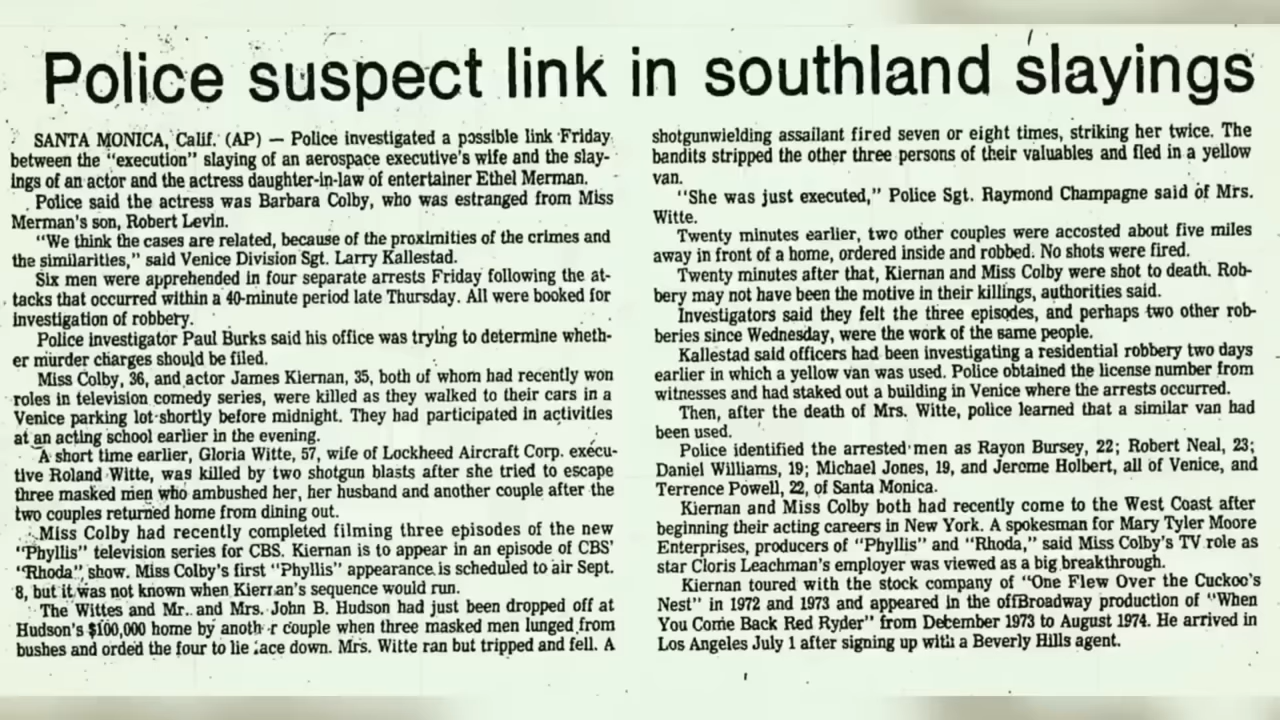 Police suspect link in southland slayings
SANTA MONICA, Calif. (AP) — Police investigated a possible link Friday
between the "execution" slaying of an aerospace executive's wife and the slay-
ings of an actor and the actress daughter-in-law of entertainer Ethel Merman.
Police said the actress was Barbara Colby, who was estranged from Miss
Merman's son, Robert Levin.
"We think the cases are related, because of the proximities of the crimes and
the similarities," said Venice Division Sgt. Larry Kallestad.
Six men were apprehended in four separate arrests Friday following the at-
tacks that occurred within a 40-minute period late Thursday. All were booked for
investigation of robbery.
Police investigator Paul Burks said his office was trying to determine wheth-
er murder charges should be filed.
Miss Colby, 36, and actor James Kiernan, 35, both of whom had recently won
roles in television comedy series, were killed as they walked to their cars in a
Venice parking lot shortly before midnight. They had participated in activities
at an acting school earlier in the evening.
A short time earlier, Gloria Witte, 57, wife of Lockheed Aircraft Corp. execu-
tive Roland Witte, was killed by two shotgun blasts after she tried to escape
three masked men who ambushed her, her husband and another couple after the
two couples returned home from dining out.
Miss Colby had recently completed filming three episodes of the new
"Phyllis" television series for CBS. Kiernan is to appear in an episode of CBS'
"Rhoda" show. Miss Colby's first "Phyllis" appearance is scheduled to air Sept.
8, but it was not known when Kiernan's sequence would run.
The Wittes and Mr. and Mrs. John B. Hudson had just been dropped off at
Hudson's $100,000 home by anoth r couple when three masked men lunged from
bushes and orded the four to lie ace down. Mrs. Witte ran but tripped and fell. A
shotgunwielding assailant fired seven or eight times, striking her twice. The
bandits stripped the other three persons of their valuables and fled in a yellow
van.
"She was just executed," Police Sgt. Raymond Champagne said of Mrs.
Witte.
Twenty minutes earlier, two other couples were accosted about five miles
away in front of a home, ordered inside and robbed. No shots were fired.
Twenty minutes after that, Kiernan and Miss Colby were shot to death. Rob-
bery may not have been the motive in their killings, authorities said.
Investigators said they felt the three episodes, and perhaps two other rob-
beries since Wednesday, were the work of the same people.
Kallestad said officers had been investigating a residential robbery two days
earlier in which a yellow van was used. Police obtained the license number from
witnesses and had staked out a building in Venice where the arrests occurred.
Then, after the death of Mrs. Witte, police learned that a similar van had
been used.
Police identified the arrested men as Rayon Bursey, 22; Robert Neal, 23;
Daniel Williams, 19; Michael Jones, 19, and Jerome Holbert, all of Venice, and
Terrence Powell, 22, of Santa Monica.
Kiernan and Miss Colby both had recently come to the West Coast after
beginning their acting careers in New York. A spokesman for Mary Tyler Moore
Enterprises, producers of "Phyllis" and "Rhoda," said Miss Colby's TV role as
star Cloris Leachman's employer was viewed as a big breakthrough.
Kiernan toured with the stock company of "One Flew Over the Cuckoo's
Nest" in 1972 and 1973 and appeared in the offBroadway production of "When
You Come Back Red Ryder" from December 1973 to August 1974. He arrived in
Los Angeles July 1 after signing up with a Beverly Hills agent.